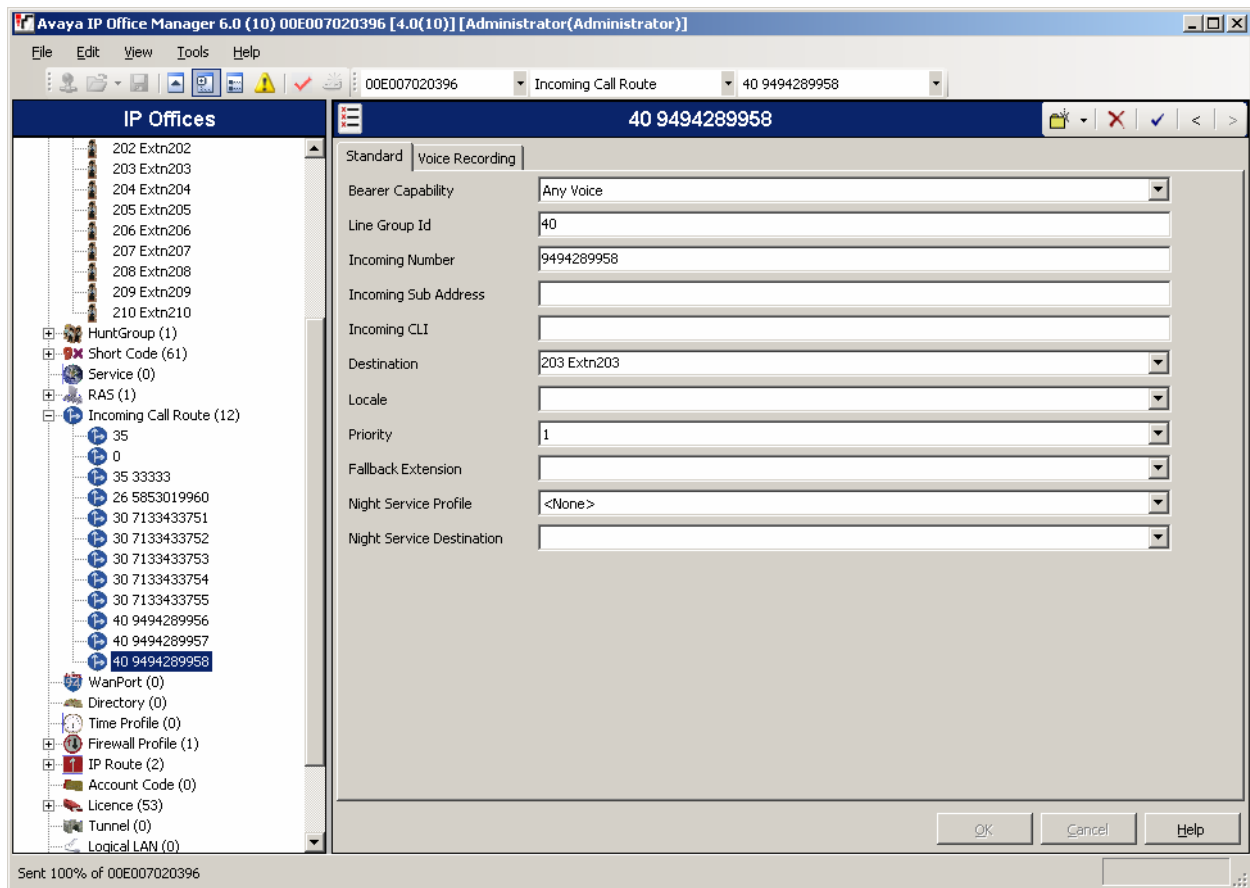 Avaya IP Office Manager 6.0 (10) 00E007020396 [4.0(10)] [Administrator(Administrator)]
File Edit View Tools Help
00E007020396 Incoming Call Route 40 9494289958
IP Offices
202 Extn202
203 Extn203
204 Extn204
205 Extn205
206 Extn206
207 Extn207
208 Extn208
209 Extn209
210 Extn210
HuntGroup (1)
Short Code (61)
Service (0)
RAS (1)
Incoming Call Route (12)
35
0
35 33333
26 5853019960
30 7133433751
30 7133433752
30 7133433753
30 7133433754
30 7133433755
40 9494289956
40 9494289957
40 9494289958
WanPort (0)
Directory (0)
Time Profile (0)
Firewall Profile (1)
IP Route (2)
Account Code (0)
Licence (53)
Tunnel (0)
Logical LAN (0)
40 9494289958
Standard Voice Recording
Bearer Capability Any Voice
Line Group Id 40
Incoming Number 9494289958
Incoming Sub Address
Incoming CLI
Destination 203 Extn203
Locale
Priority 1
Fallback Extension
Night Service Profile <None>
Night Service Destination
OK Cancel Help
Sent 100% of 00E007020396